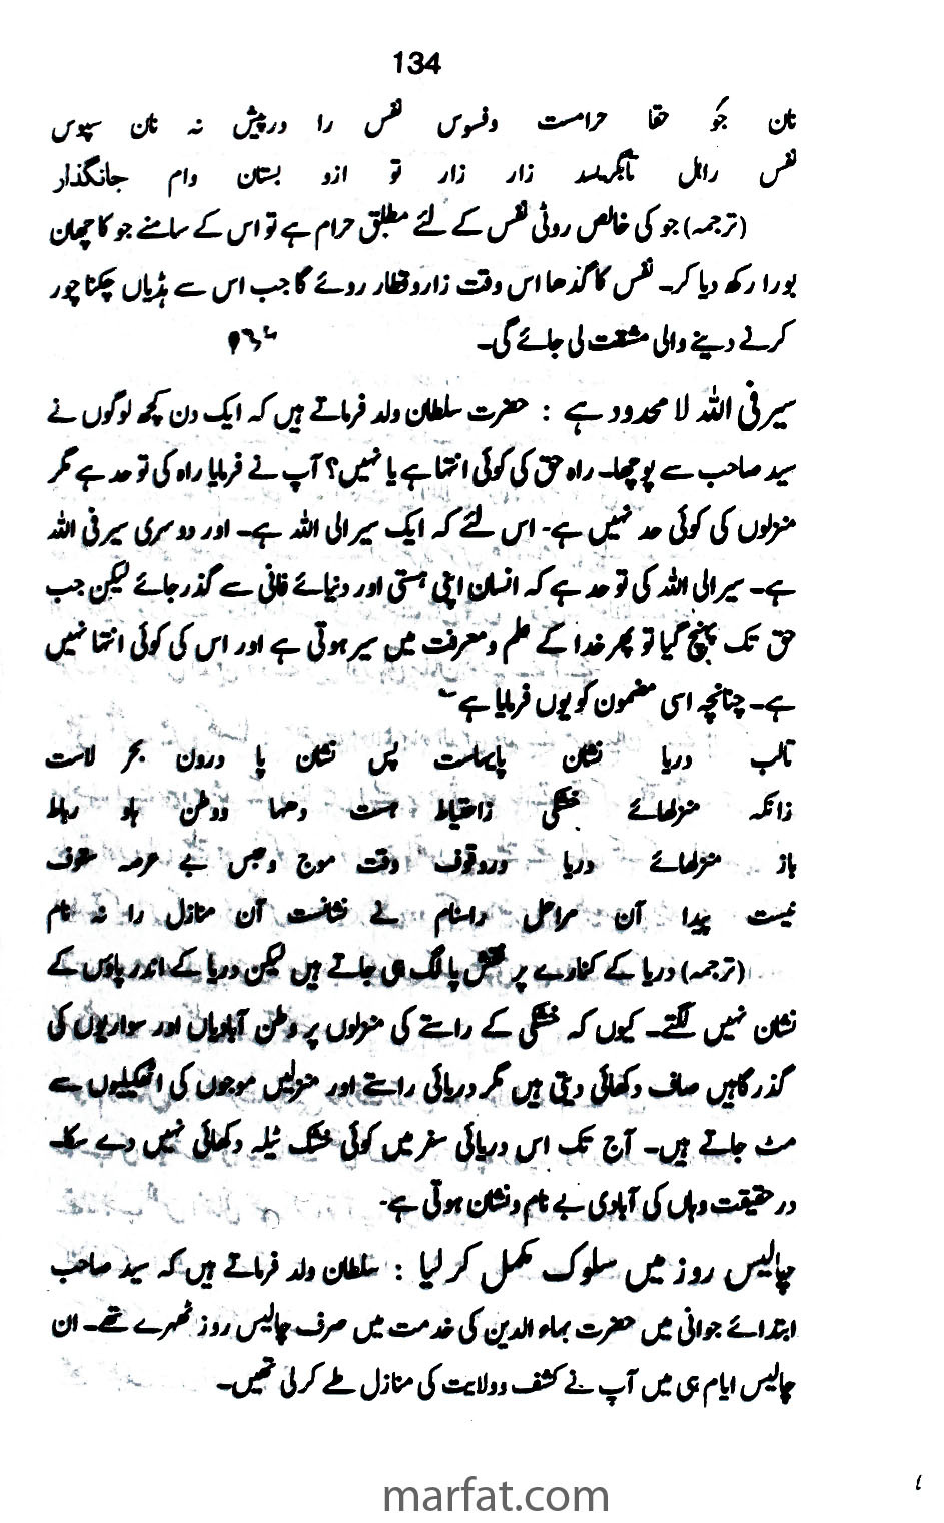 134
نان جو حقا حرامست وفسوس نفس را درپیش نہ نان سپوس
نفس راہل تابگریسد زار زار تو ازو بستان وام جانگذار
(ترجمہ) جو کی خالص روٹی نفس کے لئے مطلق حرام ہے تو اس کے سامنے جو کا چھان
بورا رکھ دیا کر۔ نفس کا گدھا اس وقت زاروقطار روئے گا جب اس سے ہڈیاں چکنا چور
کرنے دینے والی مشقت لی جائے گی۔
سیر فی اللہ لا محدود ہے : حضرت سلطان ولد فرماتے ہیں کہ ایک دن کچھ لوگوں نے
سید صاحب سے پوچھا۔ راہ حق کی کوئی انتہا ہے یا نہیں؟ آپ نے فرمایا راہ کی تو حد ہے مگر
منزلوں کی کوئی حد نہیں ہے۔ اس لئے کہ ایک سیر الی اللہ ہے۔ اور دوسری سیر فی اللہ
ہے۔ سیر الی اللہ کی تو حد ہے کہ انسان اپنی ہستی اور دنیائے فانی سے گذر جائے لیکن جب
حق تک پہنچ گیا تو پھر خدا کے علم و معرفت میں سیر ہوتی ہے اور اس کی کوئی انتہا نہیں
ہے۔ چنانچہ اسی مضمون کو یوں فرمایا ہے ؎
تالب دریا نشان پایہاست پس نشان پا درون بحر لاست
زانکہ منزلھائے خشکی زاحتیاط ہست دہہا ووطن ہاو رباط
باز منزلھائے دریا دروقوف وقت موج وحبس بے عرصہ سقوف
نیست پیدا آن مراحل راسنام نے نشانست آن منازل را نہ نام
(ترجمہ) دریا کے کنارے پر نقش پا لگ ہی جاتے ہیں لیکن دریا کے اندر پاؤں کے
نشان نہیں لگتے۔ کیوں کہ خشکی کے راستے کی منزلوں پر وطن آبادیاں اور سواریوں کی
گذرگاہیں صاف دکھائی دیتی ہیں مگر دریائی راستے اور منزلیں موجوں کی اٹھکیلیوں سے
مٹ جاتے ہیں۔ آج تک اس دریائی سفر میں کوئی خشک ٹیلہ دکھائی نہیں دے سکا۔
درحقیقت وہاں کی آبادی بے نام و نشان ہوتی ہے۔
چالیس روز میں سلوک مکمل کر لیا : سلطان ولد فرماتے ہیں کہ سید صاحب
ابتدائے جوانی میں حضرت بہاء الدین کی خدمت میں صرف چالیس روز ٹھہرے تھے۔ ان
چالیس ایام ہی میں آپ نے کشف وولایت کی منازل طے کر لی تھیں۔
marfat.com